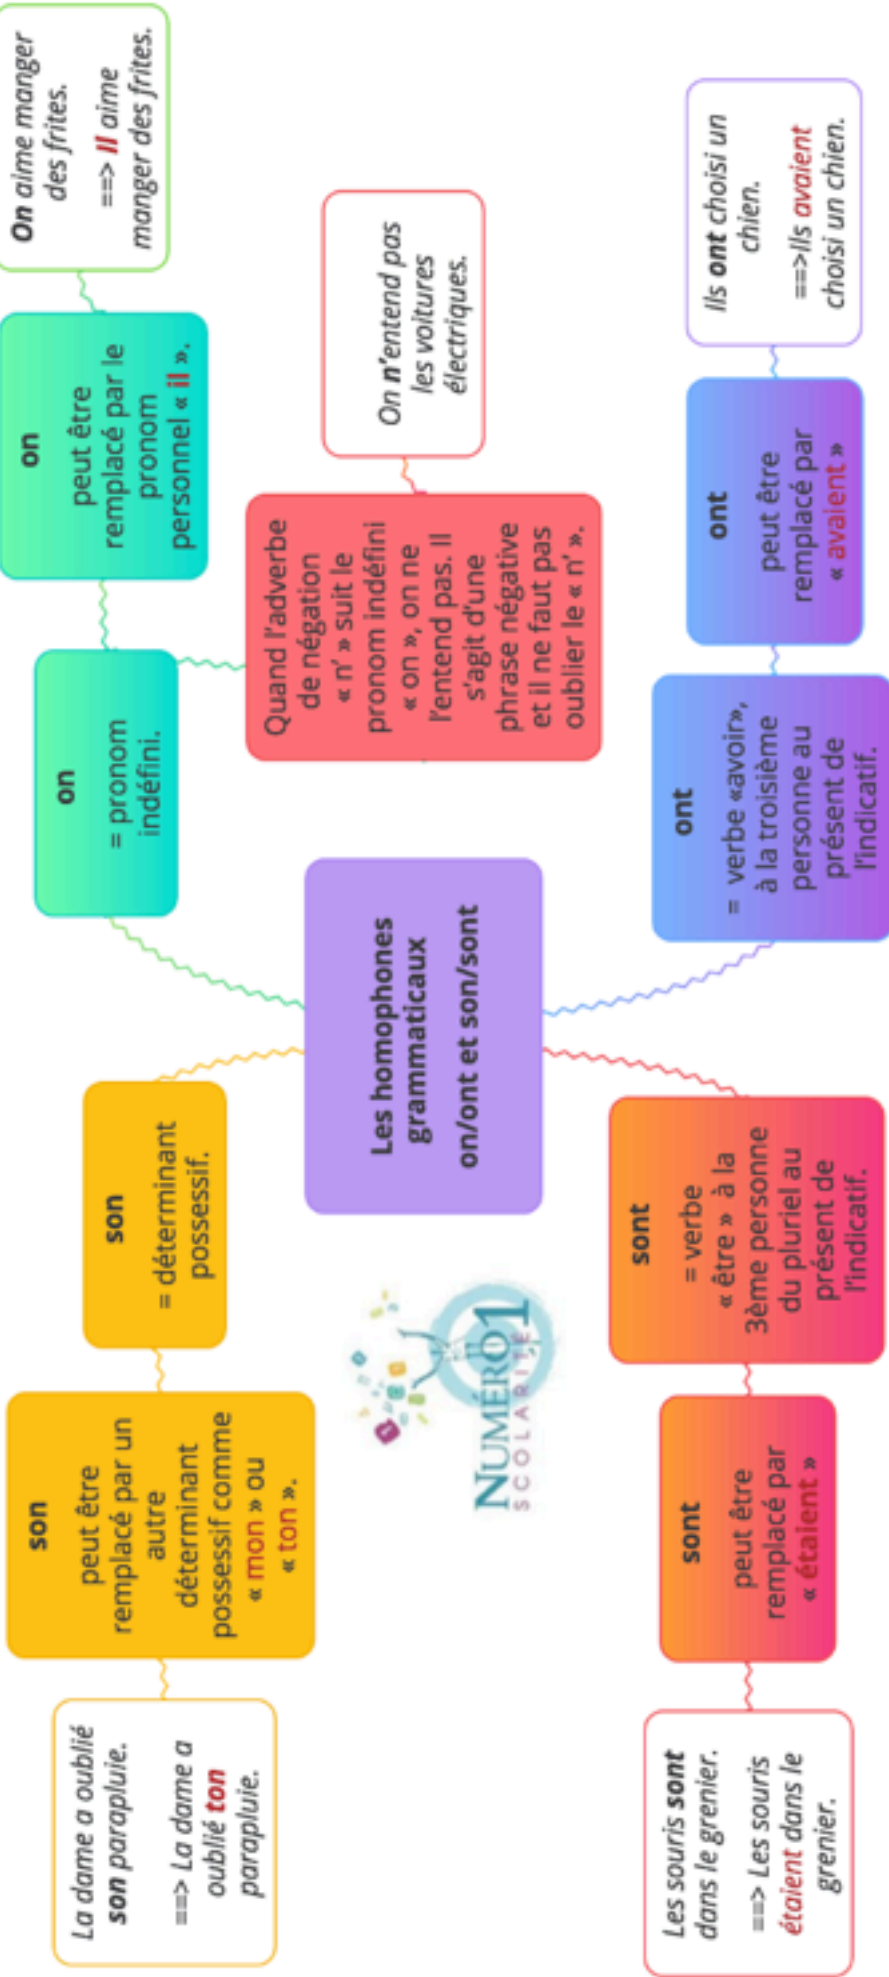 Les homophones
grammaticaux
on/ont et son/sont
son
= déterminant
possessif.
son
peut être
remplacé par un
autre
déterminant
possessif comme
« mon » ou
« ton ».
La dame a oublié
son parapluie.
==> La dame a
oublié ton
parapluie.
on
= pronom
indéfini.
on
peut être
remplacé par le
pronom
personnel « il ».
On aime manger
des frites.
==> Il aime
manger des frites.
Quand l'adverbe
de négation
« n' » suit le
pronom indéfini
« on », on ne
l'entend pas. Il
s'agit d'une
phrase négative
et il ne faut pas
oublier le « n' ».
On n'entend pas
les voitures
électriques.
sont
= verbe
« être » à la
3ème personne
du pluriel au
présent de
l'indicatif.
sont
peut être
remplacé par
« étaient »
Les souris sont
dans le grenier.
==> Les souris
étaient dans le
grenier.
ont
= verbe «avoir»,
à la troisième
personne au
présent de
l'indicatif.
ont
peut être
remplacé par
« avaient »
Ils ont choisi un
chien.
==>Ils avaient
choisi un chien.
NUMÉRO1
SCOLARITÉ